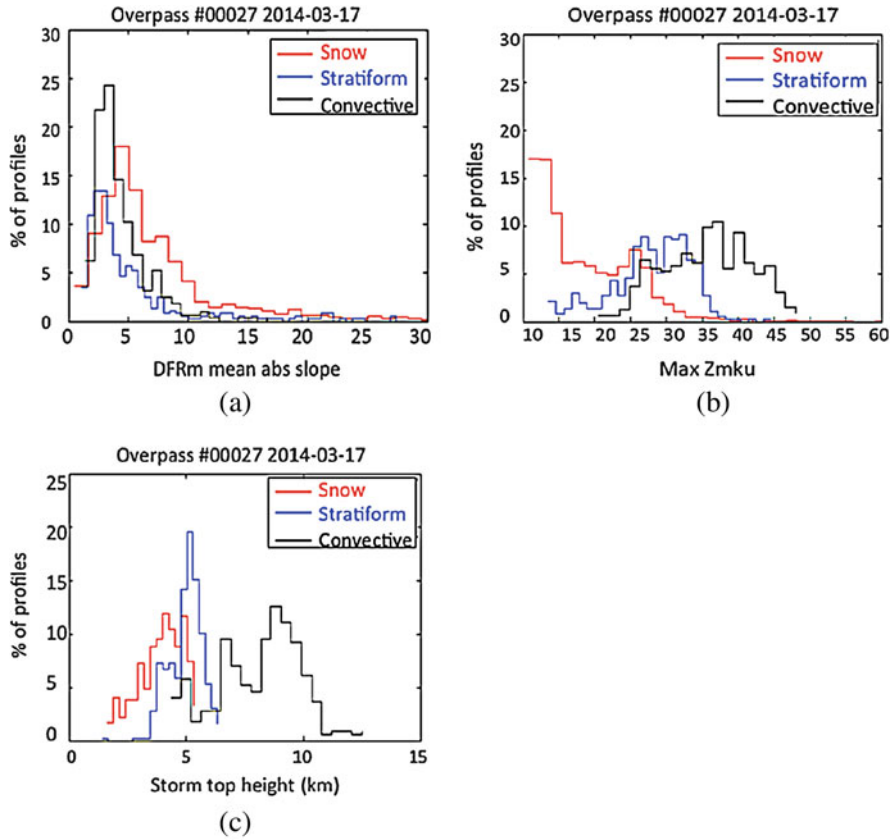 Overpass #00027 2014-03-17
30
25
20
15
10
5
0
% of profiles
Snow
Stratiform
Convective
0 5 10 15 20 25 30
DFRm mean abs slope
(a)
Overpass #00027 2014-03-17
30
25
20
15
10
5
0
% of profiles
Snow
Stratiform
Convective
10 15 20 25 30 35 40 45 50 55 60
Max Zmku
(b)
Overpass #00027 2014-03-17
25
20
15
10
5
0
% of profiles
Snow
Stratiform
Convective
0 5 10 15
Storm top height (km)
(c)